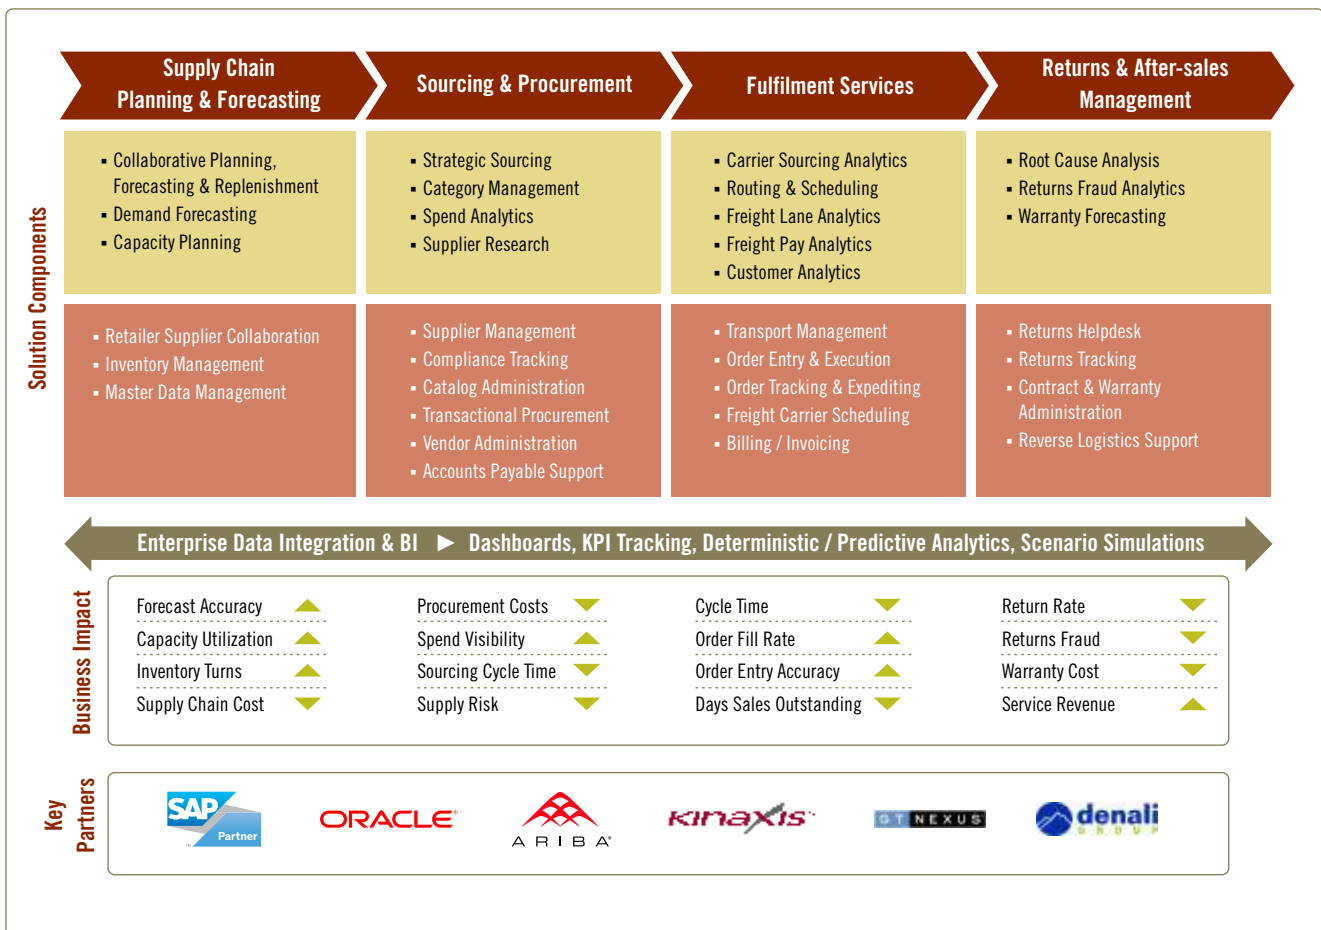 Supply Chain
Planning & Forecasting
Sourcing & Procurement
Fulfilment Services
Returns & After-sales
Management
Solution Components
▪ Collaborative Planning,
Forecasting & Replenishment
▪ Demand Forecasting
▪ Capacity Planning
▪ Strategic Sourcing
▪ Category Management
▪ Spend Analytics
▪ Supplier Research
▪ Carrier Sourcing Analytics
▪ Routing & Scheduling
▪ Freight Lane Analytics
▪ Freight Pay Analytics
▪ Customer Analytics
▪ Root Cause Analysis
▪ Returns Fraud Analytics
▪ Warranty Forecasting
▪ Retailer Supplier Collaboration
▪ Inventory Management
▪ Master Data Management
▪ Supplier Management
▪ Compliance Tracking
▪ Catalog Administration
▪ Transactional Procurement
▪ Vendor Administration
▪ Accounts Payable Support
▪ Transport Management
▪ Order Entry & Execution
▪ Order Tracking & Expediting
▪ Freight Carrier Scheduling
▪ Billing / Invoicing
▪ Returns Helpdesk
▪ Returns Tracking
▪ Contract & Warranty
Administration
▪ Reverse Logistics Support
Enterprise Data Integration & BI ► Dashboards, KPI Tracking, Deterministic / Predictive Analytics, Scenario Simulations
Business Impact
Forecast Accuracy
Capacity Utilization
Inventory Turns
Supply Chain Cost
Procurement Costs
Spend Visibility
Sourcing Cycle Time
Supply Risk
Cycle Time
Order Fill Rate
Order Entry Accuracy
Days Sales Outstanding
Return Rate
Returns Fraud
Warranty Cost
Service Revenue
Key
Partners
SAP
Partner
ORACLE®
ARIBA®
KINAXIS
GT NEXUS
denali
GROUP